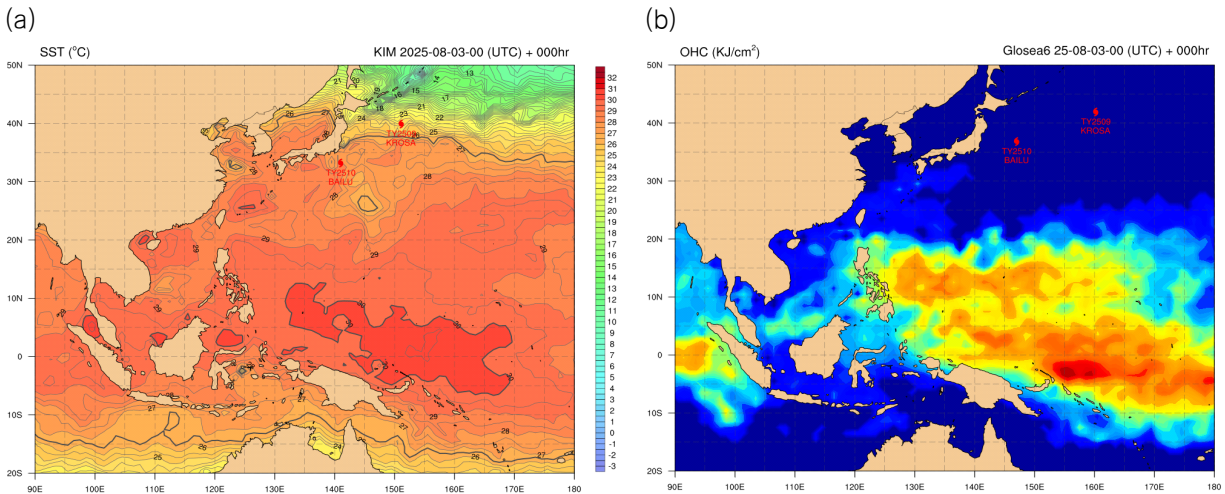 (a)
(b)
SST (°C)
KIM 2025-08-03-00 (UTC) + 000hr
OHC (KJ/cm²)
Glosea6 25-08-03-00 (UTC) + 000hr
50N
40N
30N
20N
10N
0
10S
20S
90E
100E
110E
120E
130E
140E
150E
160E
170E
180
TY2509
KROSA
TY2510
BAILU
32
31
30
29
28
27
26
25
24
23
22
21
20
19
18
17
16
15
14
13
12
11
10
9
8
7
6
5
4
3
2
1
0
-1
-2
-3
50N
40N
30N
20N
10N
0
10S
20S
90E
100E
110E
120E
130E
140E
150E
160E
170E
180
TY2509
KROSA
TY2510
BAILU